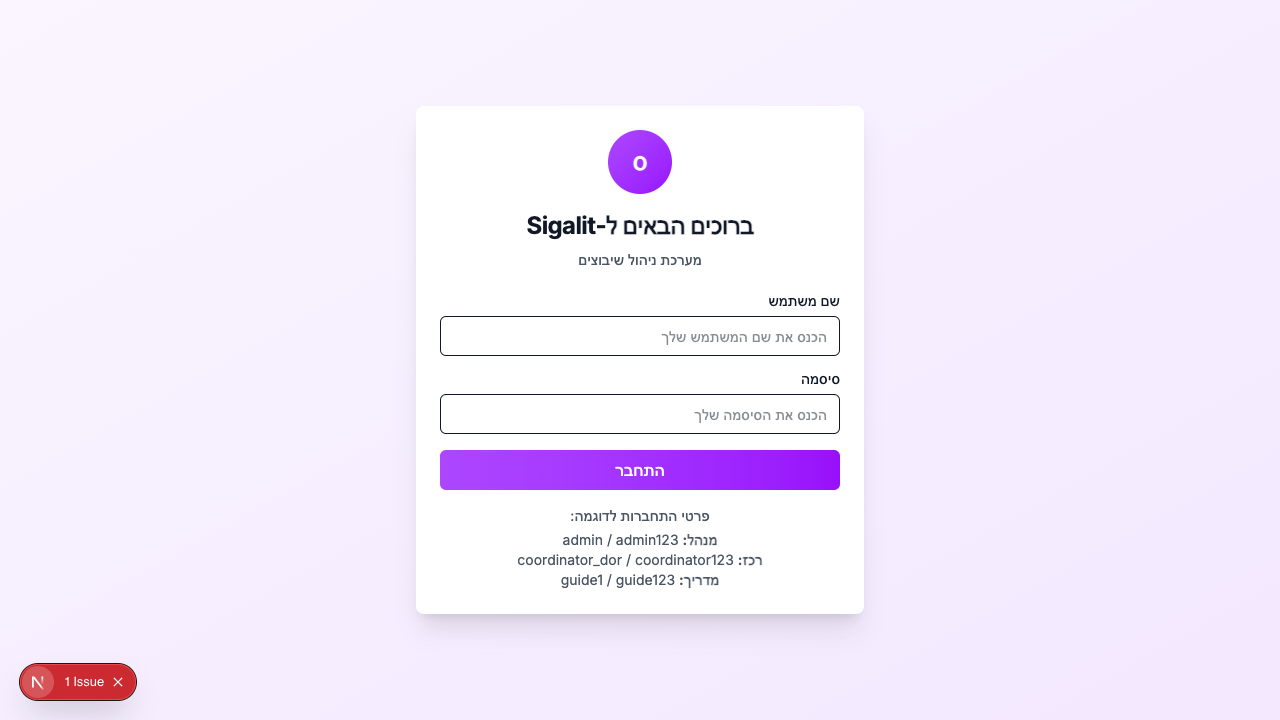 ס
ברוכים הבאים ל-Sigalit
מערכת ניהול שיבוצים
שם משתמש
הכנס את שם המשתמש שלך
סיסמה
הכנס את הסיסמה שלך
התחבר
פרטי התחברות לדוגמה:
מנהל: admin / admin123
רכז: coordinator_dor / coordinator123
מדריך: guide1 / guide123
N 1 Issue